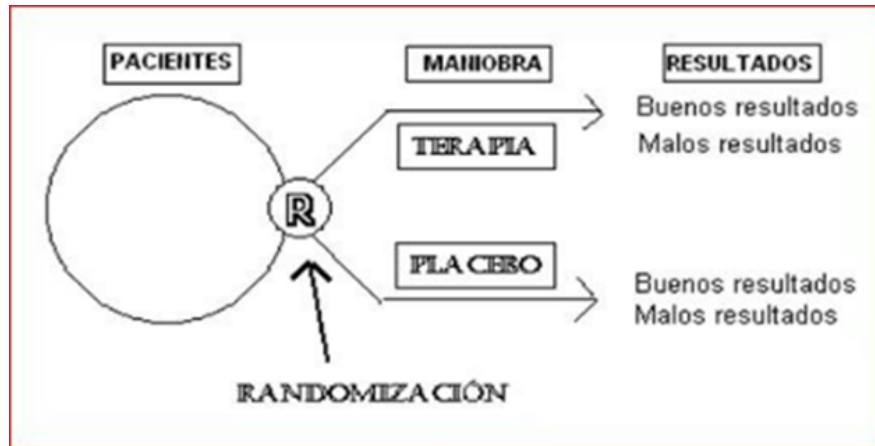 PACIENTES
MANIOBRA
RESULTADOS
Buenos resultados
Malos resultados
TERAPIA
R
PLACEBO
Buenos resultados
Malos resultados
RANDOMIZACIÓN